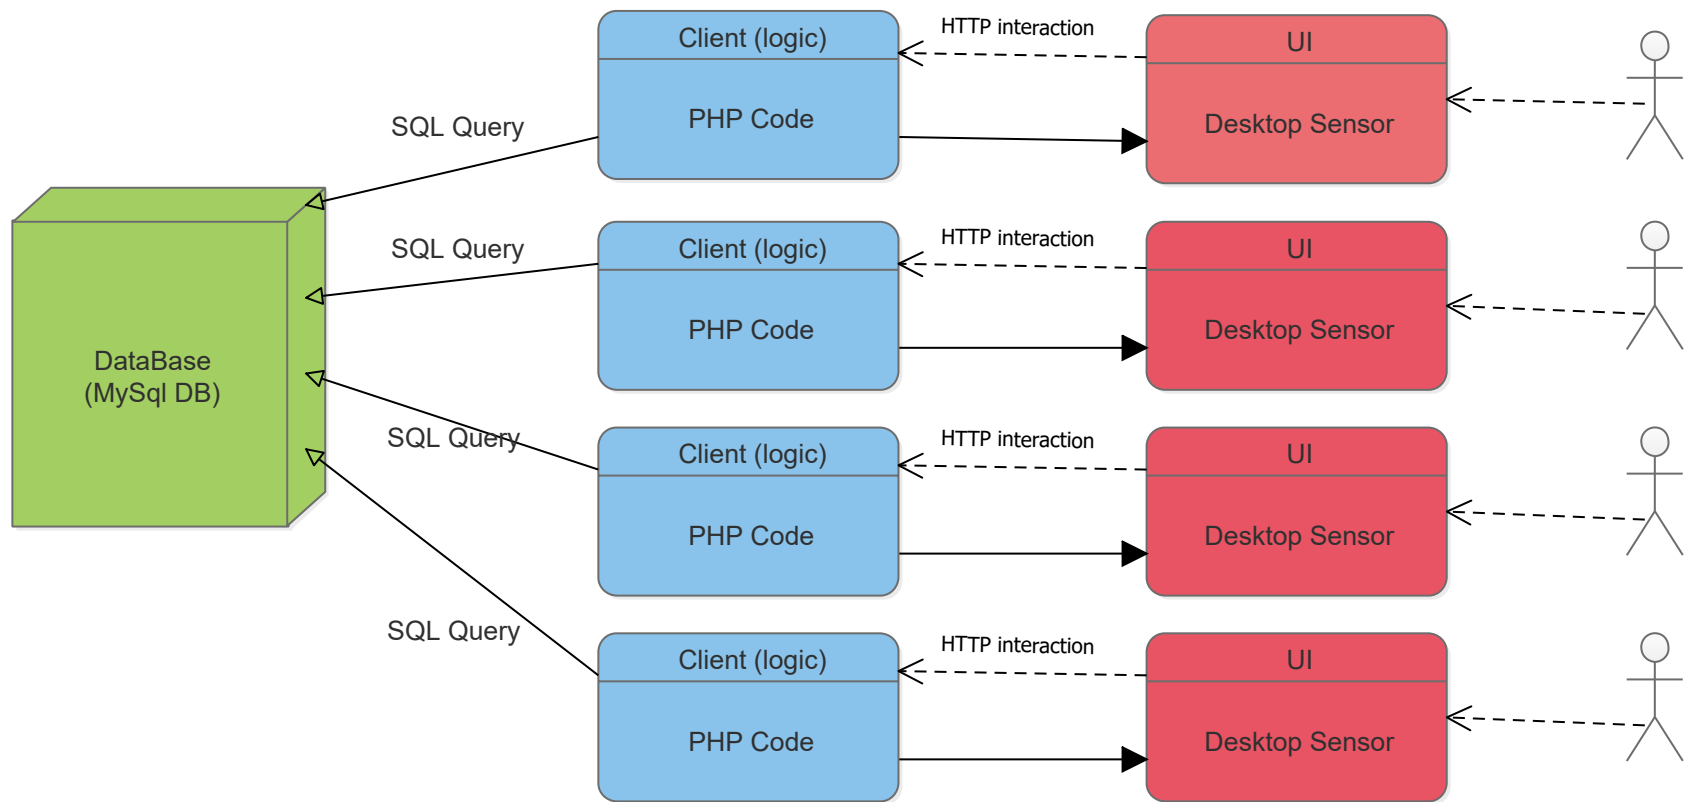 Client (logic)
HTTP interaction
UI
SQL Query
PHP Code
Desktop Sensor
SQL Query
Client (logic)
HTTP interaction
UI
PHP Code
Desktop Sensor
DataBase
(MySql DB)
SQL Query
Client (logic)
HTTP interaction
UI
PHP Code
Desktop Sensor
SQL Query
Client (logic)
HTTP interaction
UI
PHP Code
Desktop Sensor